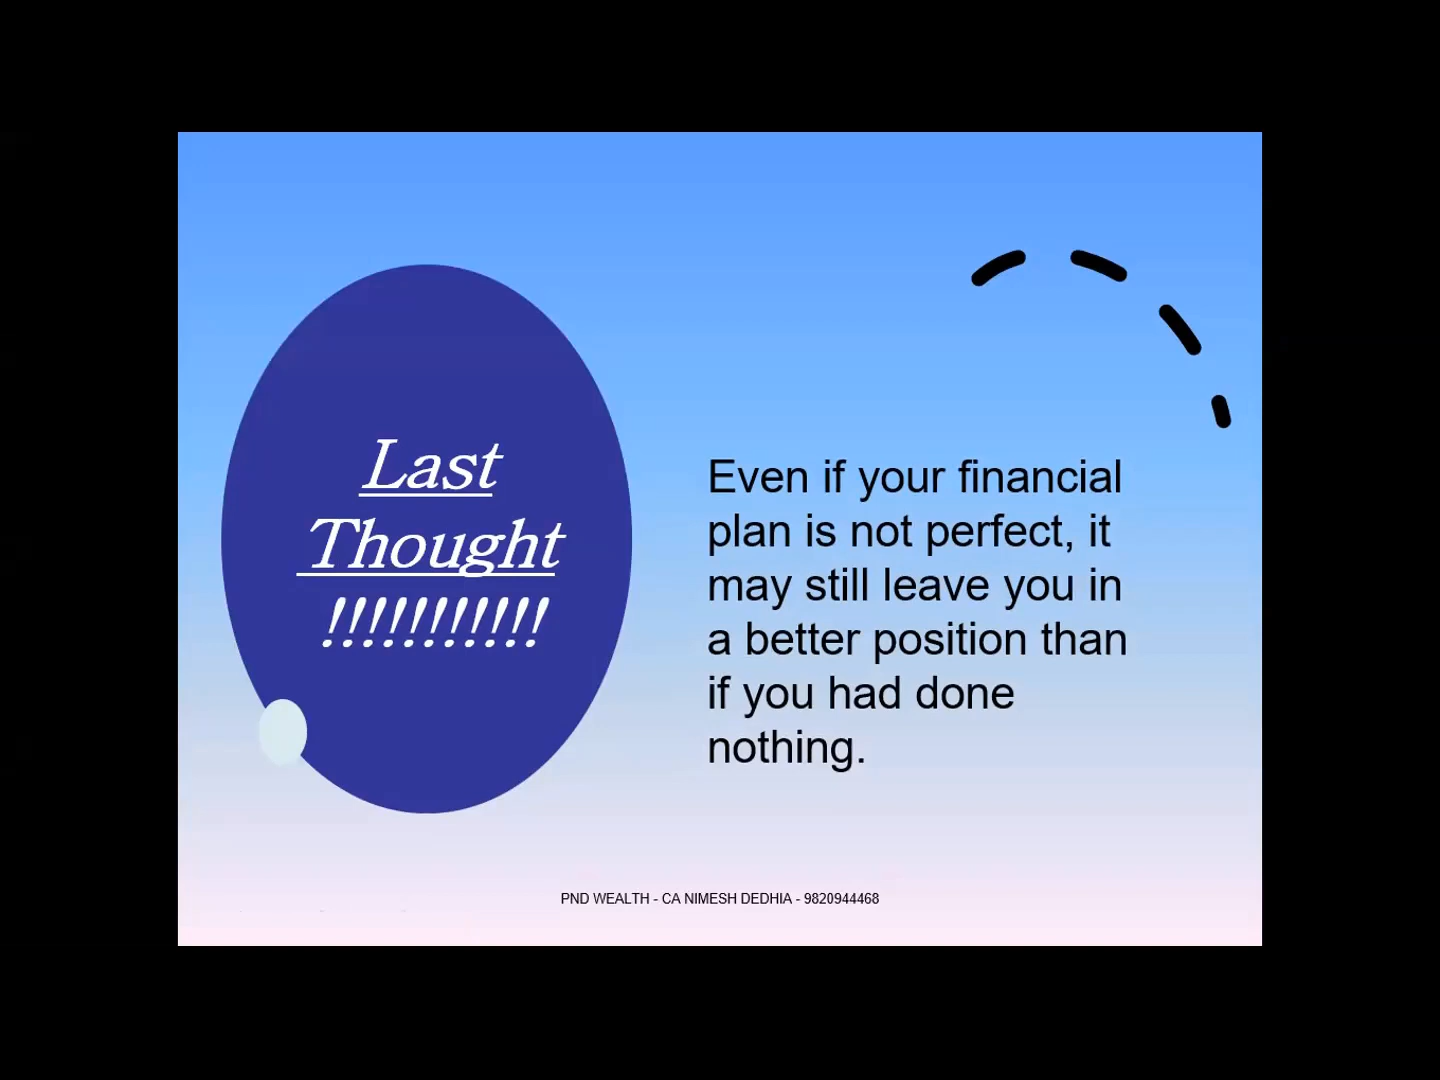 Last
Thought
!!!!!!!!!!!
Even if your financial
plan is not perfect, it
may still leave you in
a better position than
if you had done
nothing.
PND WEALTH - CA NIMESH DEDHIA - 9820944468